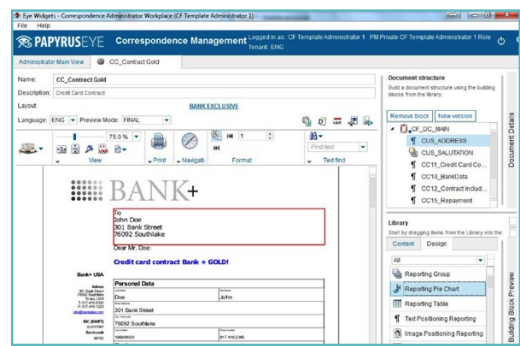 Eye Widgets - Correspondence Administrator Workplace (CF Template Administrator 1)
File Help
PAPYRUSEYE Correspondence Management Logged in as: CF Template Administrator 1 PM Private CF Template Administrator 1 Role
Tenant: ENG
Administrator Main View CC_Contract Gold
Name: CC_Contract Gold
Description: Credit Card Contract
Layout BANK EXCLUSIVE
Language: ENG Preview Mode: FINAL
75.0 % 1 Find text
View Print Navigati Format Text find
BANK+
To
John Doe
301 Bank Street
76092 Southlake
Dear Mr. Doe:
Credit card contract Bank + GOLD!
Bank+ USA
Personal Data
Doe John
301 Bank Street
76092 Southlake
Document structure
Build a document structure using the building
blocks from the library.
Remove block New version
CF_DC_MAIN
CUS_ADDRESS
CUS_SALUTATION
CC11_Credit Card Co...
CC10_BankData
CC12_Contract Includ...
CC15_Repayment
Library
Start by dragging items from the Library into the
Content Design
All
Reporting Group
Reporting Pie Chart
Reporting Table
Text Positioning Reporting
Image Positioning Reporting
Document Details
Building Block Preview